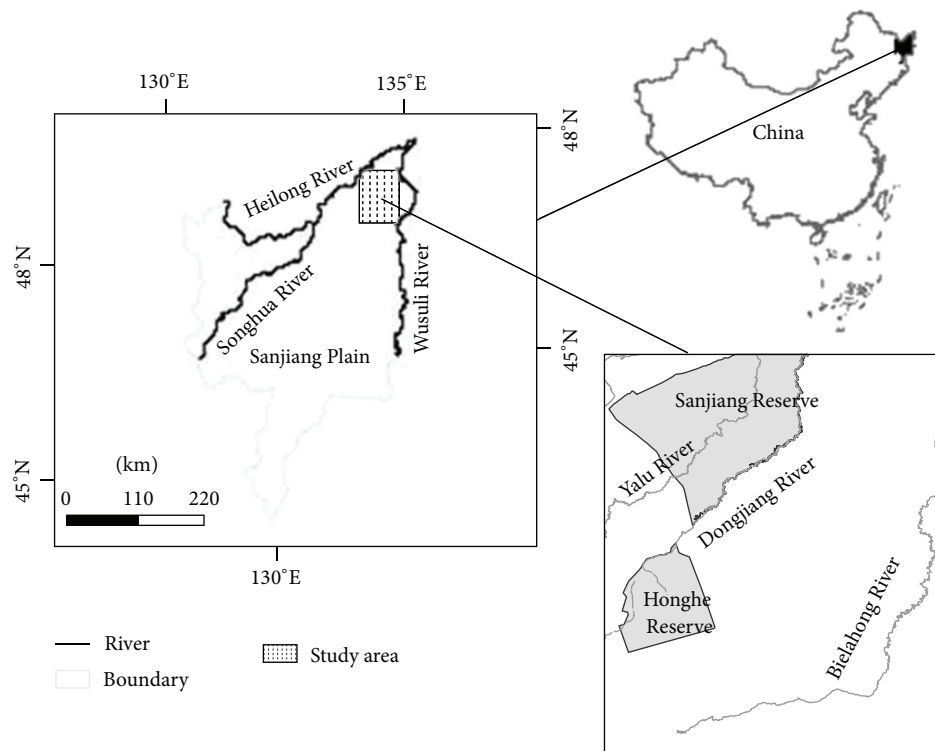 130°E
135°E
48°N
China
Heilong River
48°N
Songhua River
Wusuli River
Sanjiang Plain
45°N
(km)
0 110 220
45°N
130°E
River
Boundary
Study area
Sanjiang Reserve
Yalu River
Dongjiang River
Honghe
Reserve
Bielahong River